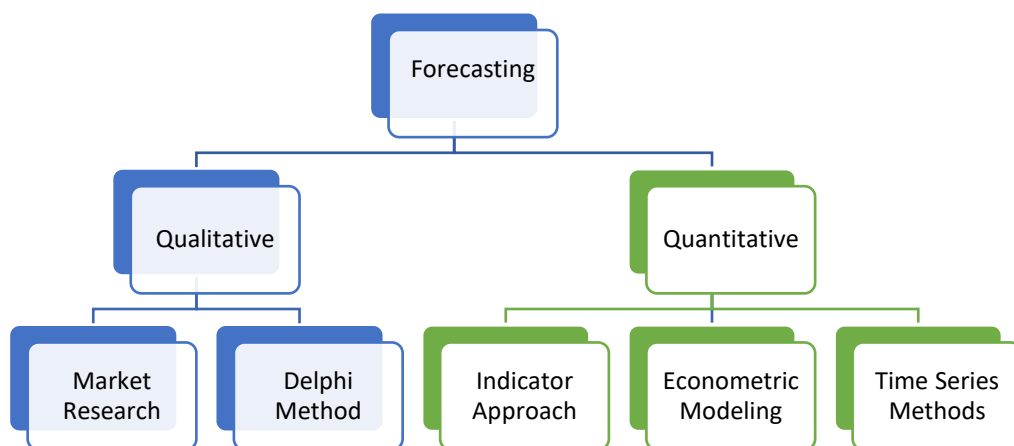 Forecasting
Qualitative
Quantitative
Market
Research
Delphi
Method
Indicator
Approach
Econometric
Modeling
Time Series
Methods